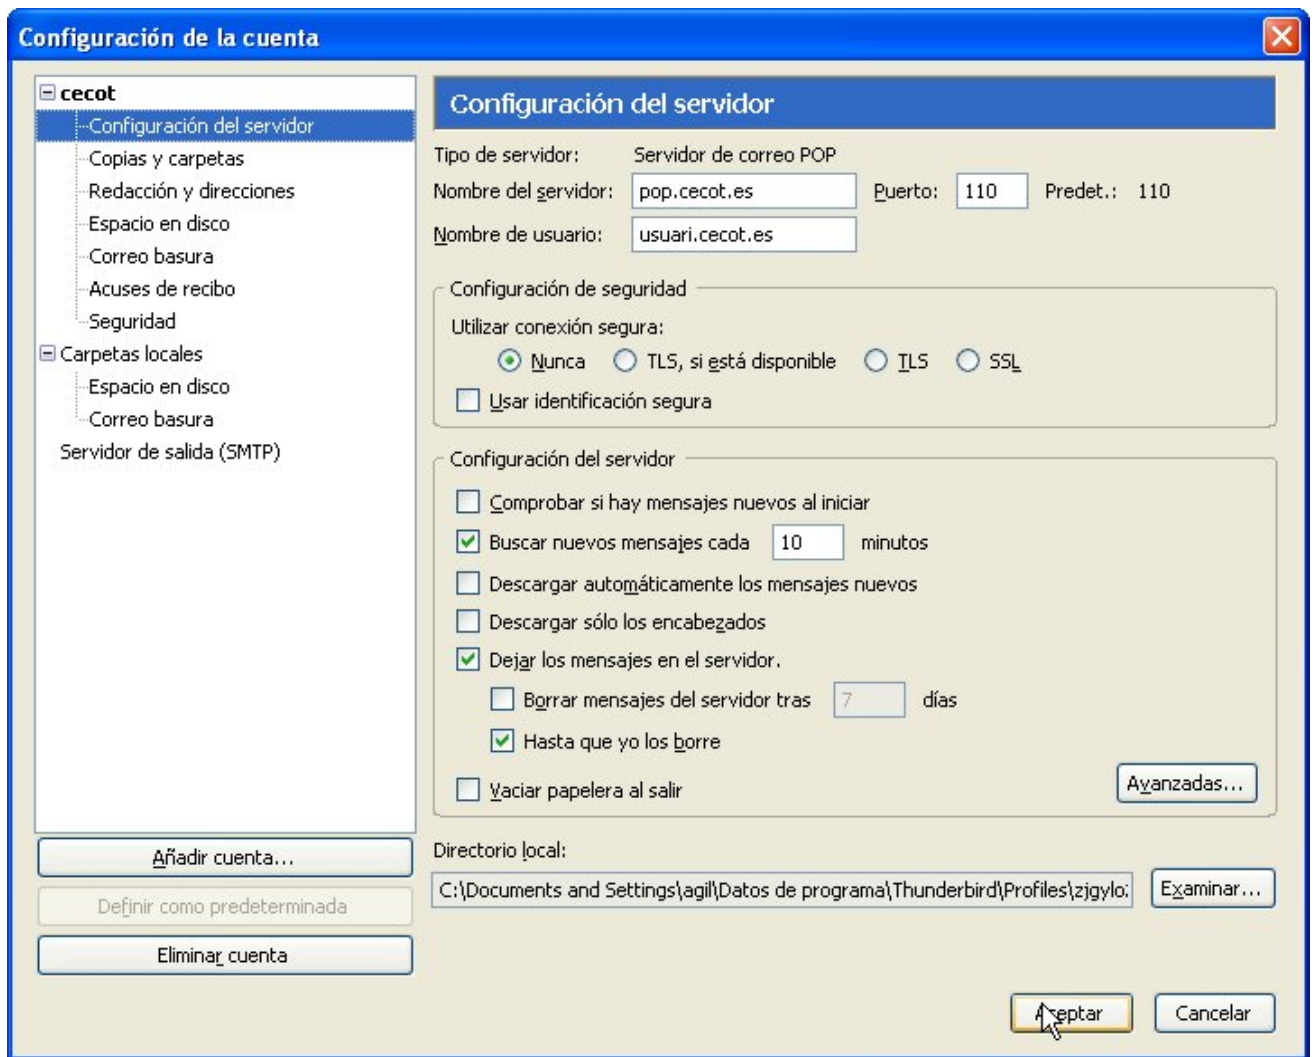 Configuración de la cuenta
cecot
Configuración del servidor
Copias y carpetas
Redacción y direcciones
Espacio en disco
Correo basura
Acuses de recibo
Seguridad
Carpetas locales
Espacio en disco
Correo basura
Servidor de salida (SMTP)
Añadir cuenta...
Definir como predeterminada
Eliminar cuenta
Configuración del servidor
Tipo de servidor: Servidor de correo POP
Nombre del servidor: pop.cecot.es Puerto: 110 Predet.: 110
Nombre de usuario: usuari.cecot.es
Configuración de seguridad
Utilizar conexión segura:
Nunca TLS, si está disponible TLS SSL
Usar identificación segura
Configuración del servidor
Comprobar si hay mensajes nuevos al iniciar
Buscar nuevos mensajes cada 10 minutos
Descargar automáticamente los mensajes nuevos
Descargar sólo los encabezados
Dejar los mensajes en el servidor.
Borrar mensajes del servidor tras 7 días
Hasta que yo los borre
Vaciar papelera al salir
Avanzadas...
Directorio local:
C:\Documents and Settings\agil\Datos de programa\Thunderbird\Profiles\zjgylo Examinar...
Aceptar Cancelar